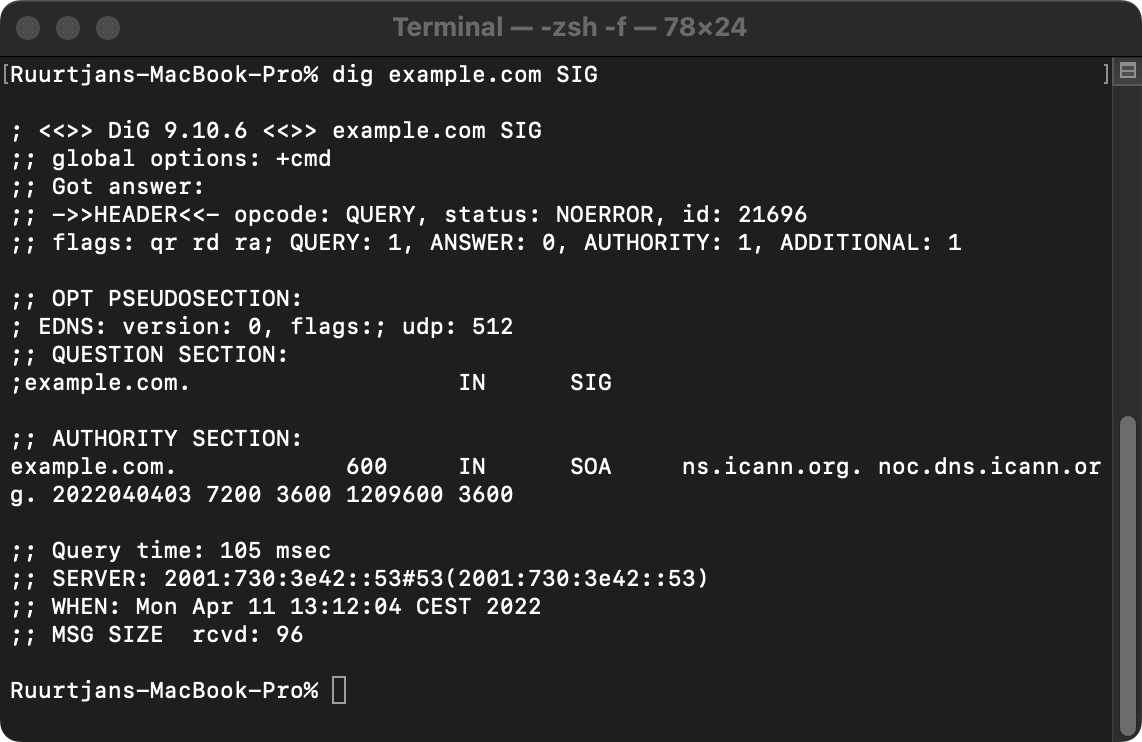 Terminal — -zsh -f — 78×24
[Ruurtjans-MacBook-Pro% dig example.com SIG ]
; <<>> DiG 9.10.6 <<>> example.com SIG
;; global options: +cmd
;; Got answer:
;; ->>HEADER<<- opcode: QUERY, status: NOERROR, id: 21696
;; flags: qr rd ra; QUERY: 1, ANSWER: 0, AUTHORITY: 1, ADDITIONAL: 1
;; OPT PSEUDOSECTION:
; EDNS: version: 0, flags:; udp: 512
;; QUESTION SECTION:
;example.com. IN SIG
;; AUTHORITY SECTION:
example.com. 600 IN SOA ns.icann.org. noc.dns.icann.or
g. 2022040403 7200 3600 1209600 3600
;; Query time: 105 msec
;; SERVER: 2001:730:3e42::53#53(2001:730:3e42::53)
;; WHEN: Mon Apr 11 13:12:04 CEST 2022
;; MSG SIZE  rcvd: 96
Ruurtjans-MacBook-Pro%